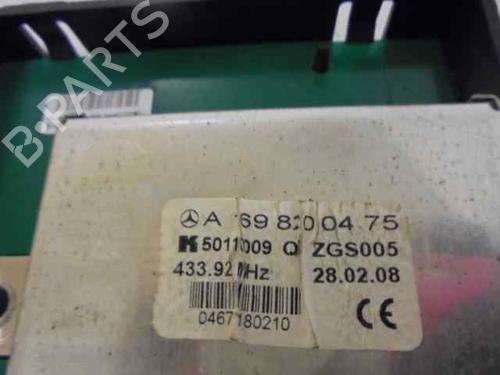 B-PARTS
A 169 820 04 75
K 5011009 Q ZGS005
433.92 MHz 28.02.08
0467180210
CE